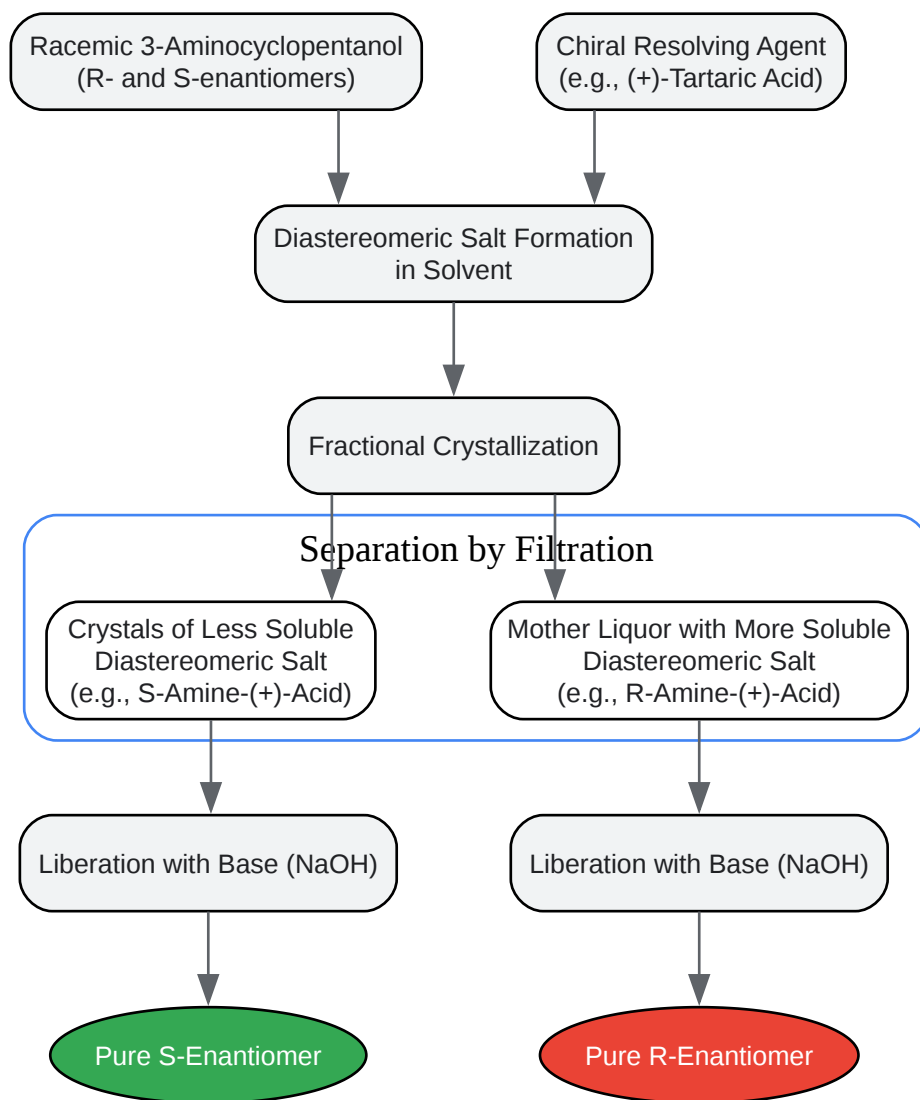 Racemic 3-Aminocyclopentanol
(R- and S-enantiomers)
Chiral Resolving Agent
(e.g., (+)-Tartaric Acid)
Diastereomeric Salt Formation
in Solvent
Fractional Crystallization
Separation by Filtration
Crystals of Less Soluble
Diastereomeric Salt
(e.g., S-Amine-(+)-Acid)
Mother Liquor with More Soluble
Diastereomeric Salt
(e.g., R-Amine-(+)-Acid)
Liberation with Base (NaOH)
Liberation with Base (NaOH)
Pure S-Enantiomer
Pure R-Enantiomer